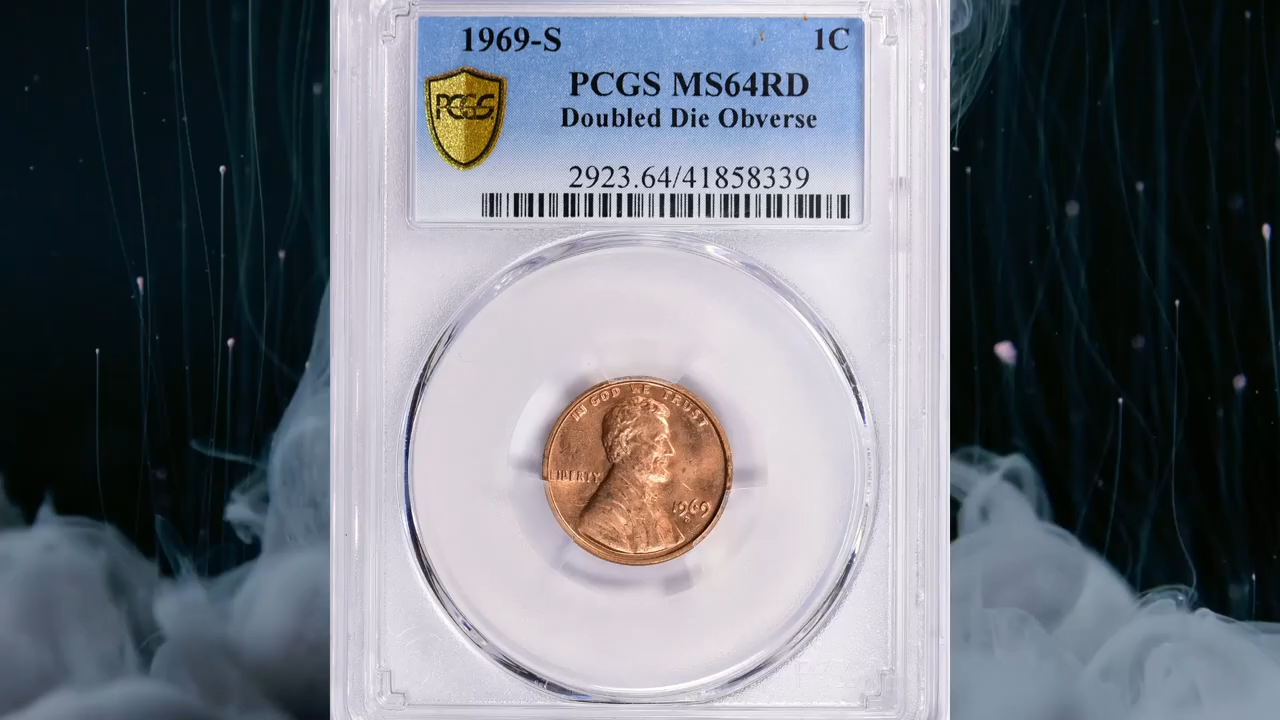 1969-S 1C
PCGS MS64RD
Doubled Die Obverse
PCGS
2923.64/41858339
IN GOD WE TRUST
LIBERTY
1969
S